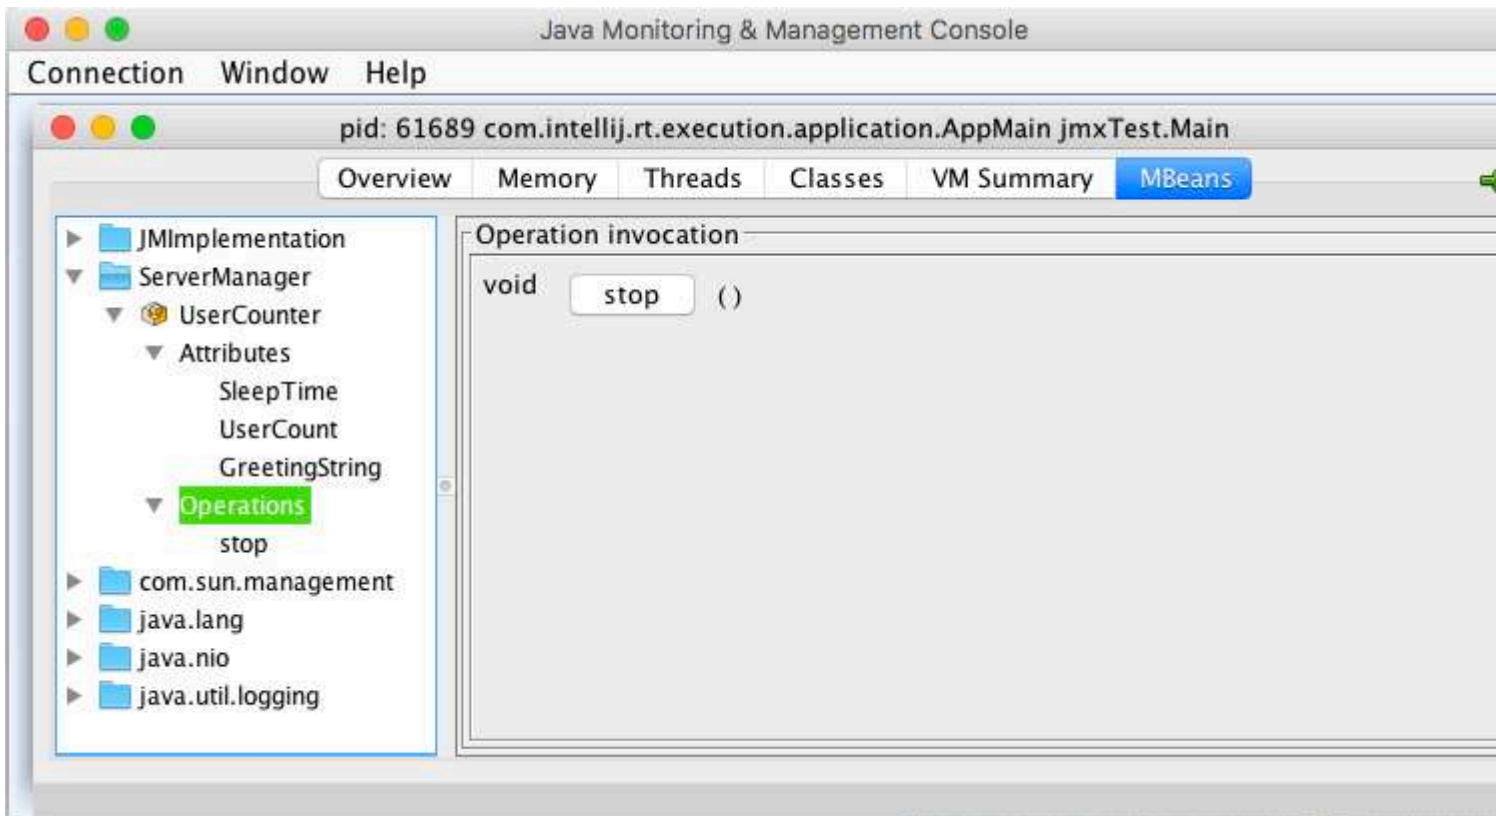 Java Monitoring & Management Console
Connection Window Help
pid: 61689 com.intellij.rt.execution.application.AppMain jmxTest.Main
Overview Memory Threads Classes VM Summary MBeans
JMImplementation
ServerManager
UserCounter
Attributes
SleepTime
UserCount
GreetingString
Operations
stop
com.sun.management
java.lang
java.nio
java.util.logging
Operation invocation
void stop ()